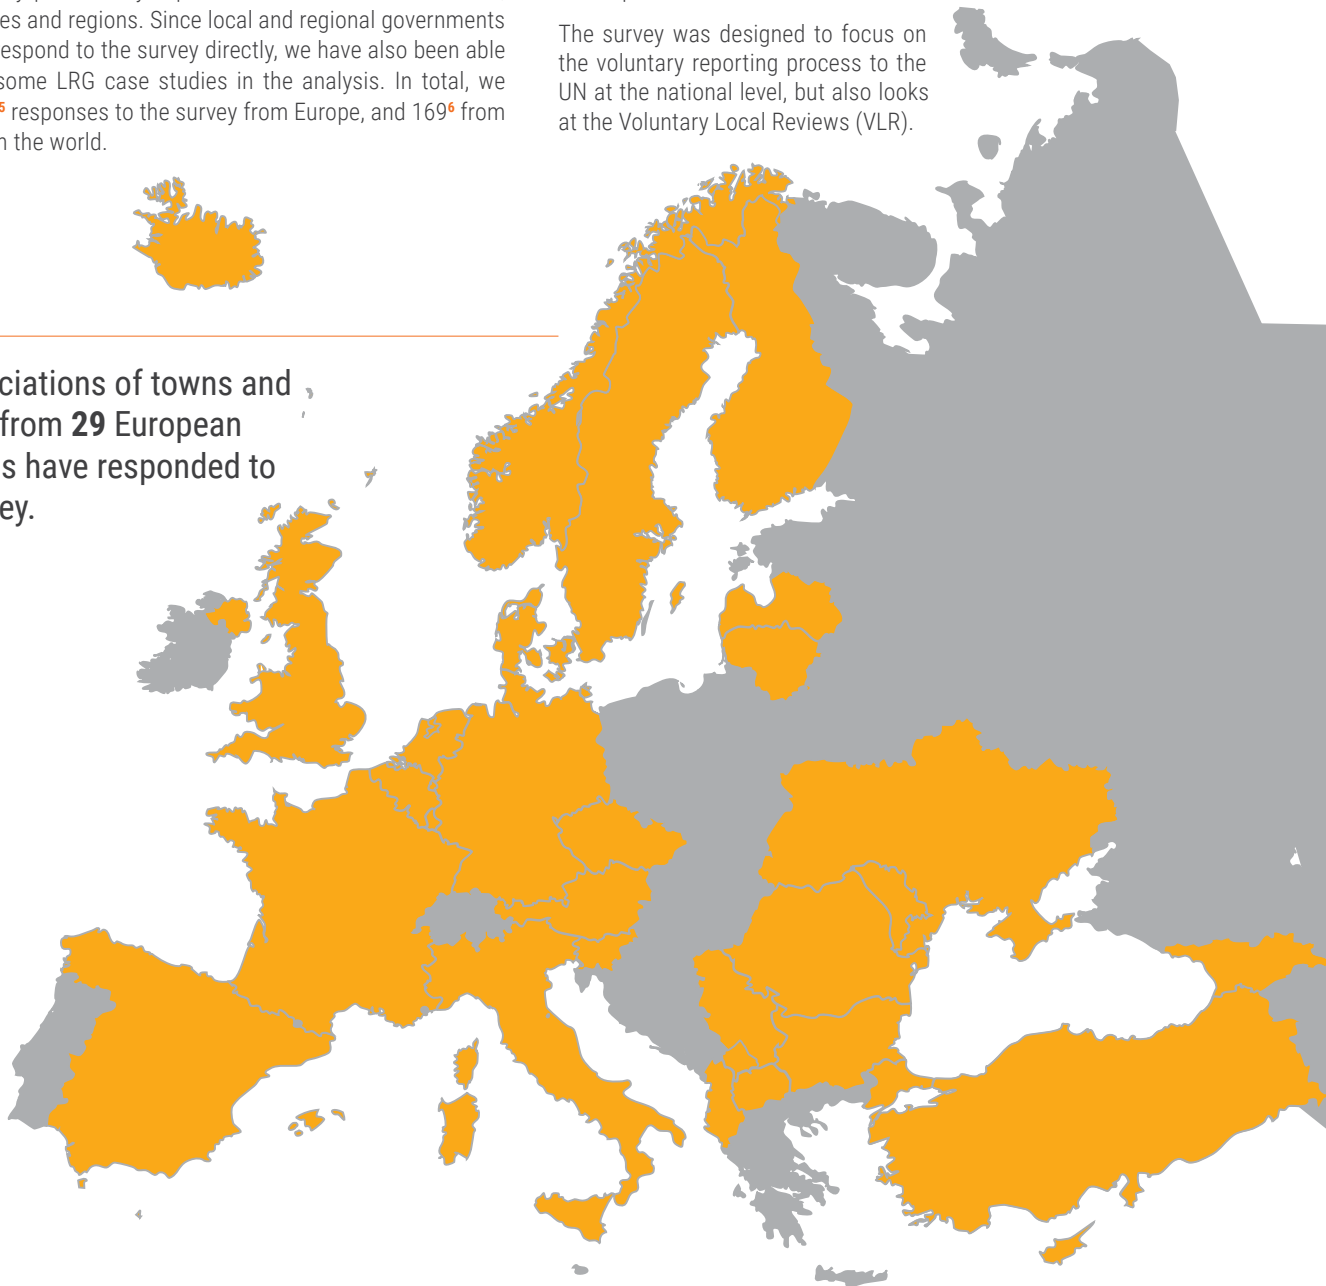 es and regions. Since local and regional governments
espond to the survey directly, we have also been able
some LRG case studies in the analysis. In total, we
5 responses to the survey from Europe, and 1696 from
the world.
The survey was designed to focus on
the voluntary reporting process to the
UN at the national level, but also looks
at the Voluntary Local Reviews (VLR).
ciations of towns and
from 29 European
s have responded to
ey.